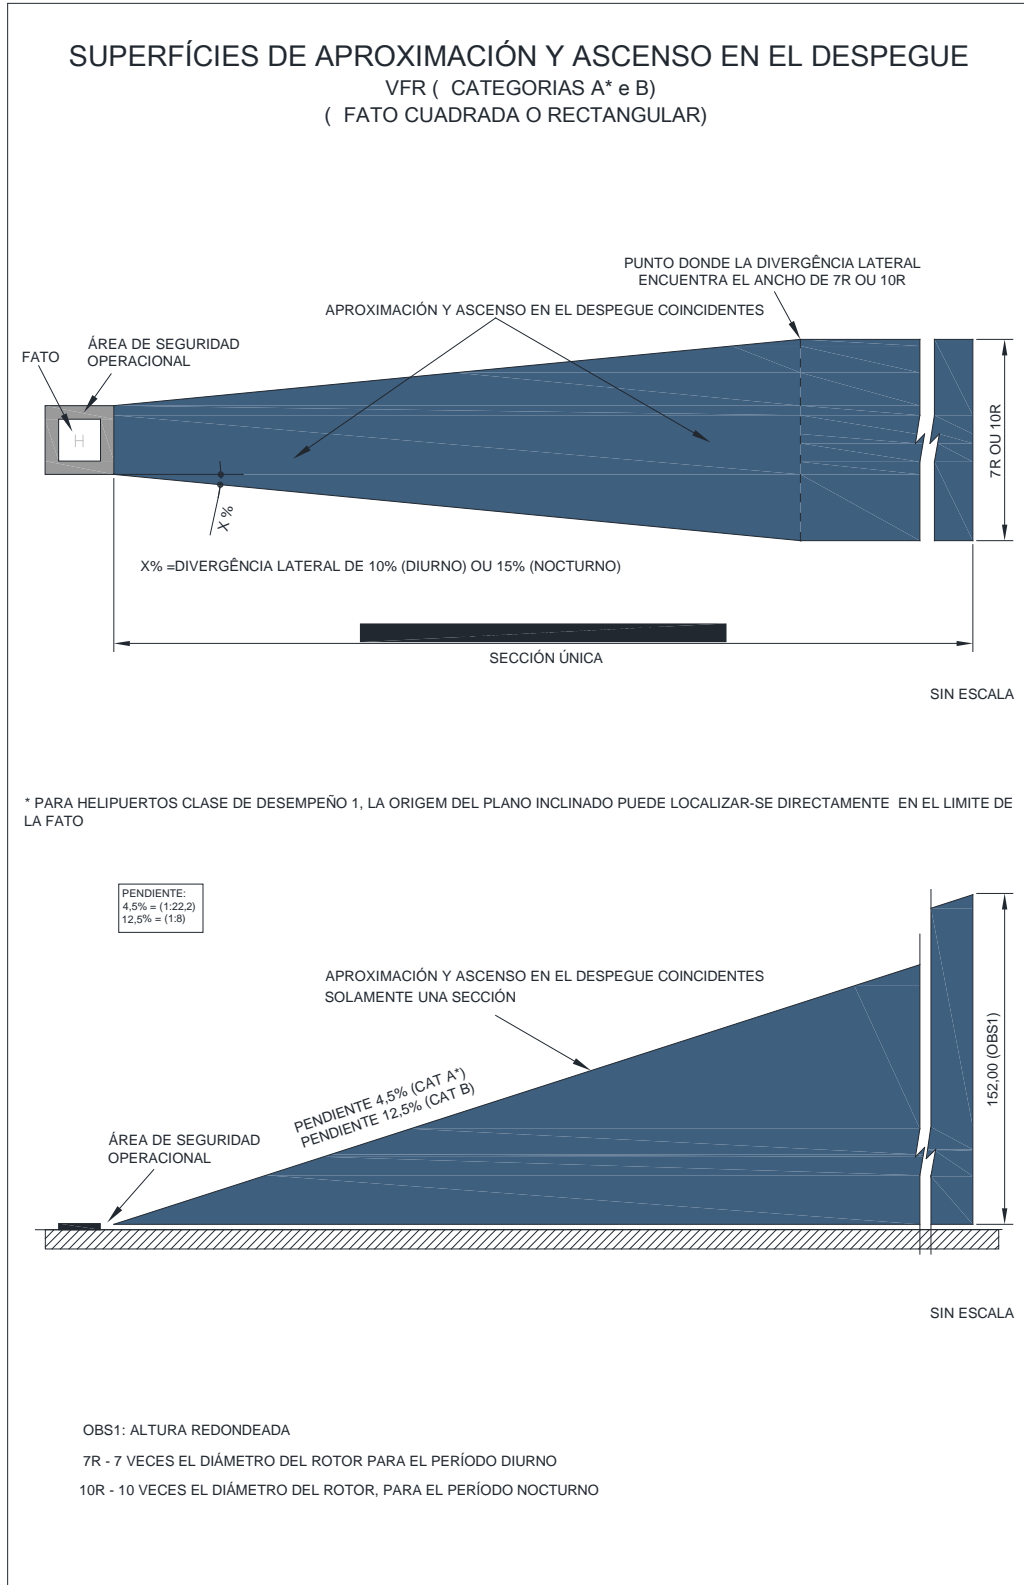 SUPERFÍCIES DE APROXIMACIÓN Y ASCENSO EN EL DESPEGUE
VFR ( CATEGORIAS A* e B)
( FATO CUADRADA O RECTANGULAR)
PUNTO DONDE LA DIVERGÊNCIA LATERAL
ENCUENTRA EL ANCHO DE 7R OU 10R
APROXIMACIÓN Y ASCENSO EN EL DESPEGUE COINCIDENTES
ÁREA DE SEGURIDAD
OPERACIONAL
FATO
H
7R OU 10R
X %
X% =DIVERGÊNCIA LATERAL DE 10% (DIURNO) OU 15% (NOCTURNO)
SECCIÓN ÚNICA
SIN ESCALA
* PARA HELIPUERTOS CLASE DE DESEMPEÑO 1, LA ORIGEM DEL PLANO INCLINADO PUEDE LOCALIZAR-SE DIRECTAMENTE EN EL LIMITE DE
LA FATO
PENDIENTE:
4,5% = (1:22,2)
12,5% = (1:8)
APROXIMACIÓN Y ASCENSO EN EL DESPEGUE COINCIDENTES
SOLAMENTE UNA SECCIÓN
152,00 (OBS1)
PENDIENTE 4,5% (CAT A*)
PENDIENTE 12,5% (CAT B)
ÁREA DE SEGURIDAD
OPERACIONAL
SIN ESCALA
OBS1: ALTURA REDONDEADA
7R - 7 VECES EL DIÁMETRO DEL ROTOR PARA EL PERÍODO DIURNO
10R - 10 VECES EL DIÁMETRO DEL ROTOR, PARA EL PERÍODO NOCTURNO